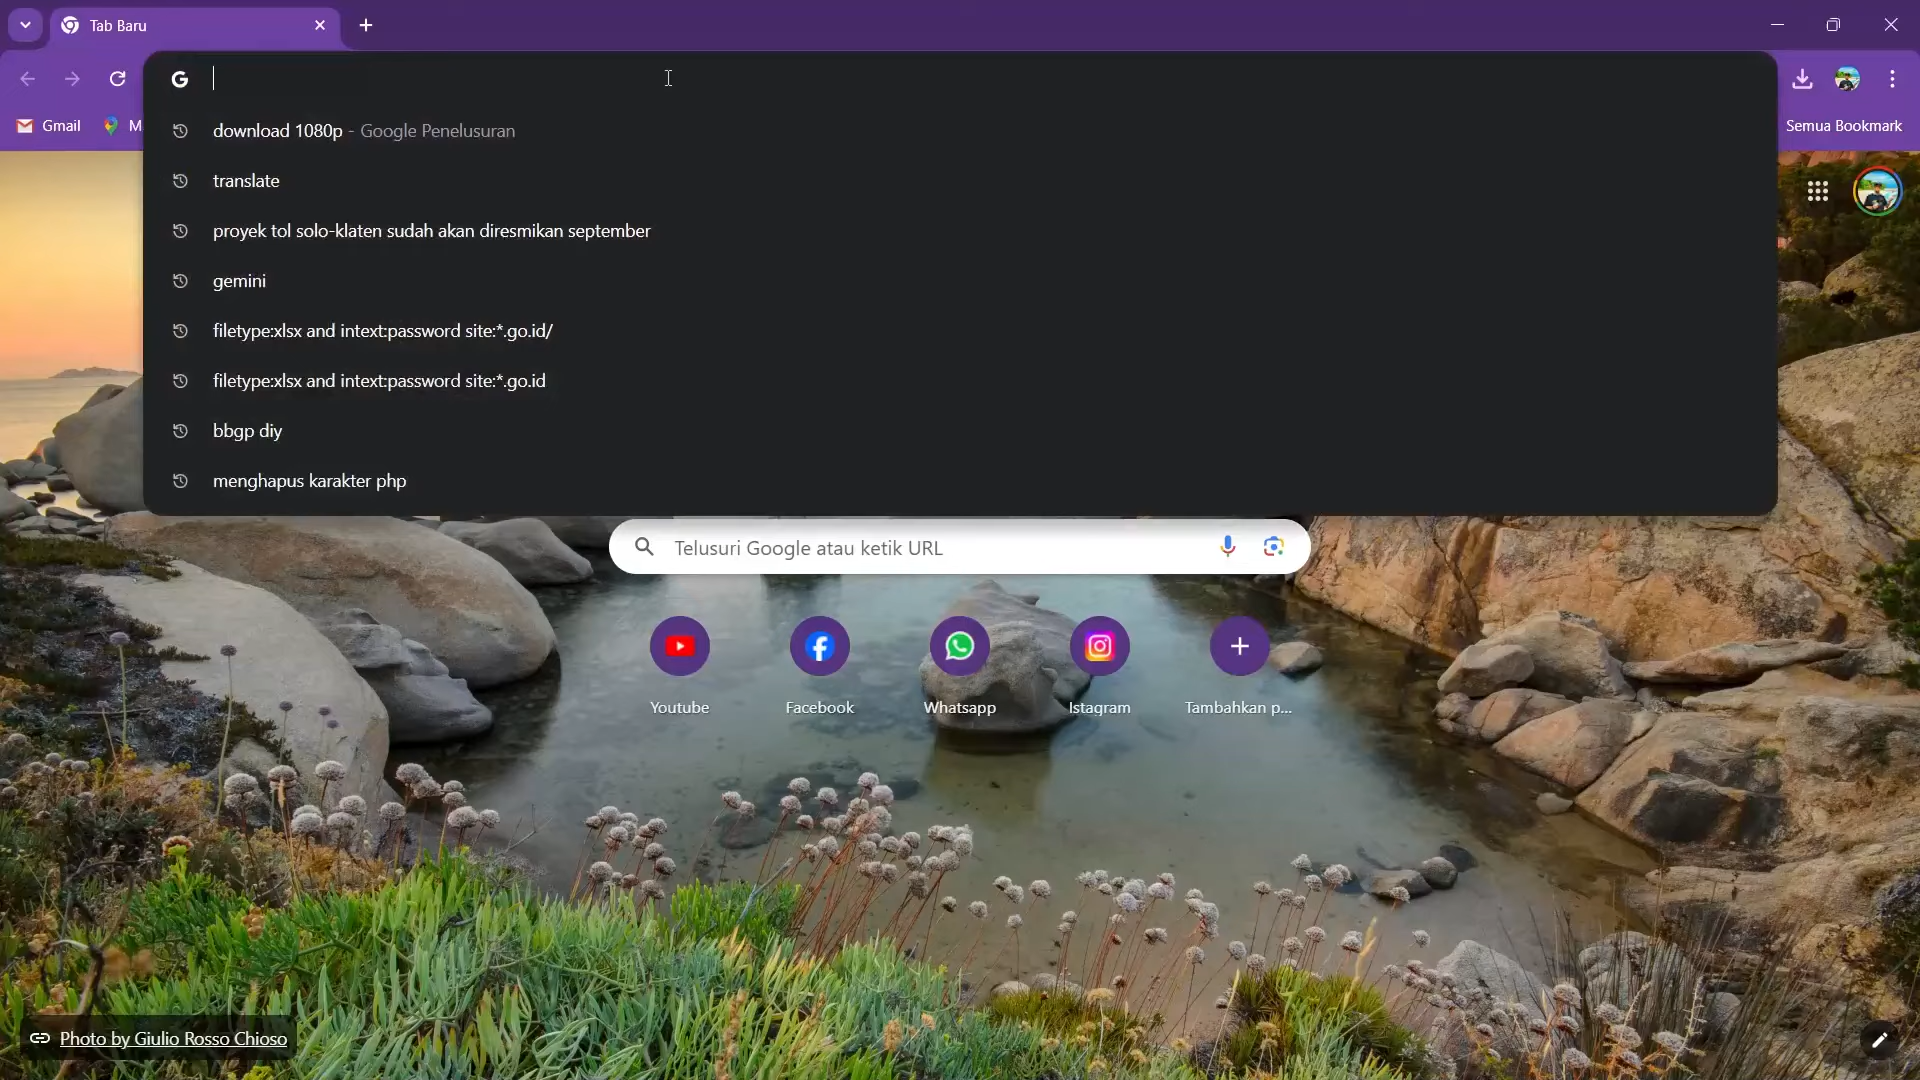 Tab Baru
Gmail
M
Semua Bookmark
download 1080p - Google Penelusuran
translate
proyek tol solo-klaten sudah akan diresmikan september
gemini
filetype:xlsx and intext:password site:*.go.id/
filetype:xlsx and intext:password site:*.go.id
bbgp diy
menghapus karakter php
Telusuri Google atau ketik URL
Youtube
Facebook
Whatsapp
Istagram
Tambahkan p...
Photo by Giulio Rosso Chioso